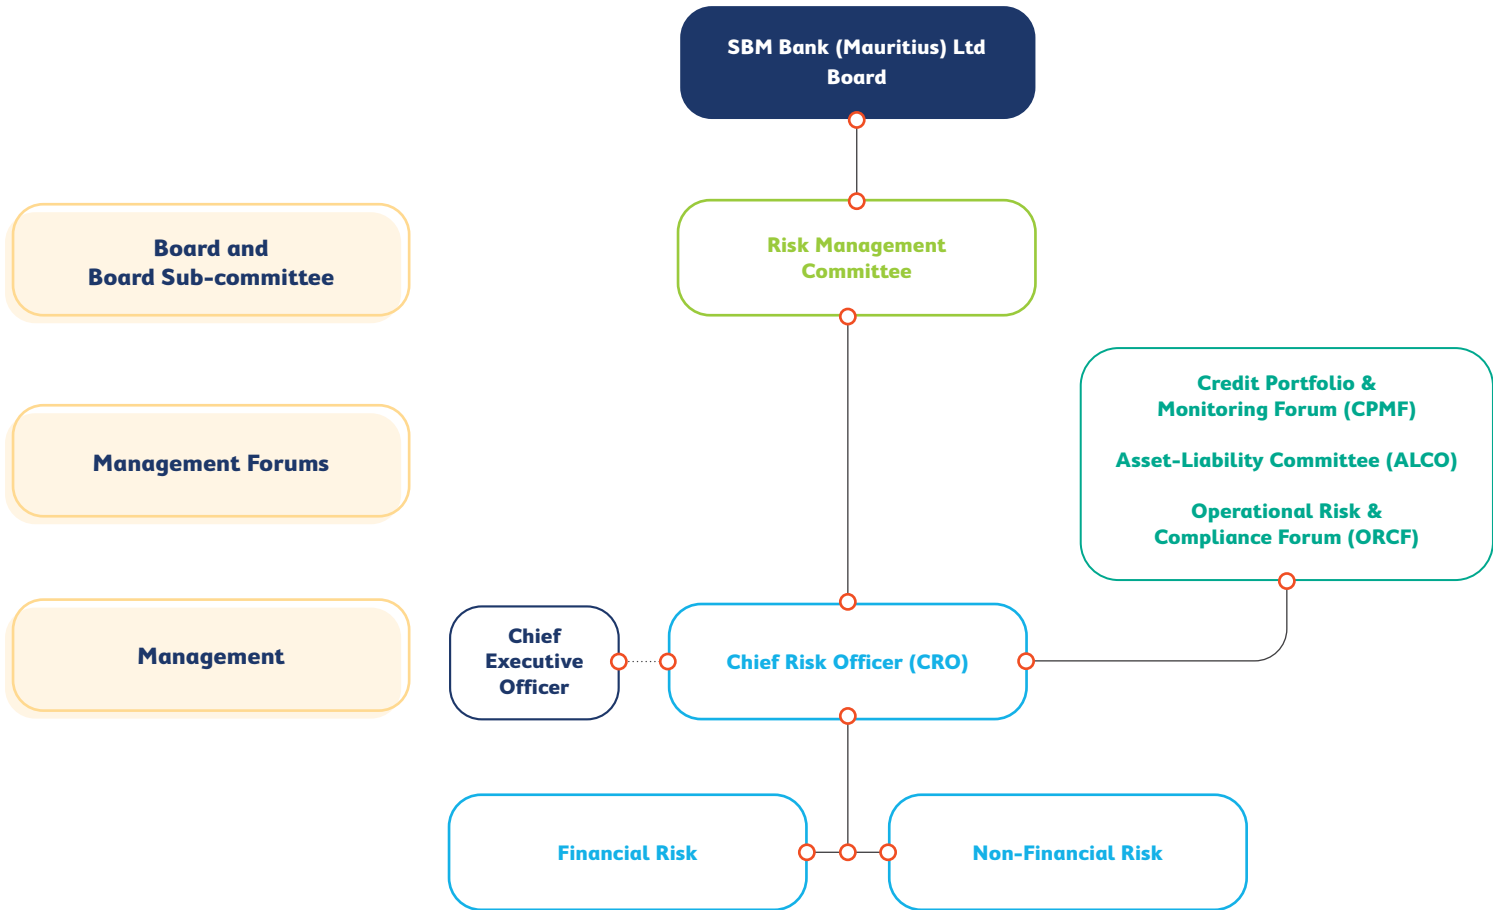 SBM Bank (Mauritius) Ltd
Board
Board and
Board Sub-committee
Risk Management
Committee
Management Forums
Credit Portfolio &
Monitoring Forum (CPMF)
Asset-Liability Committee (ALCO)
Operational Risk &
Compliance Forum (ORCF)
Management
Chief
Executive
Officer
Chief Risk Officer (CRO)
Financial Risk
Non-Financial Risk